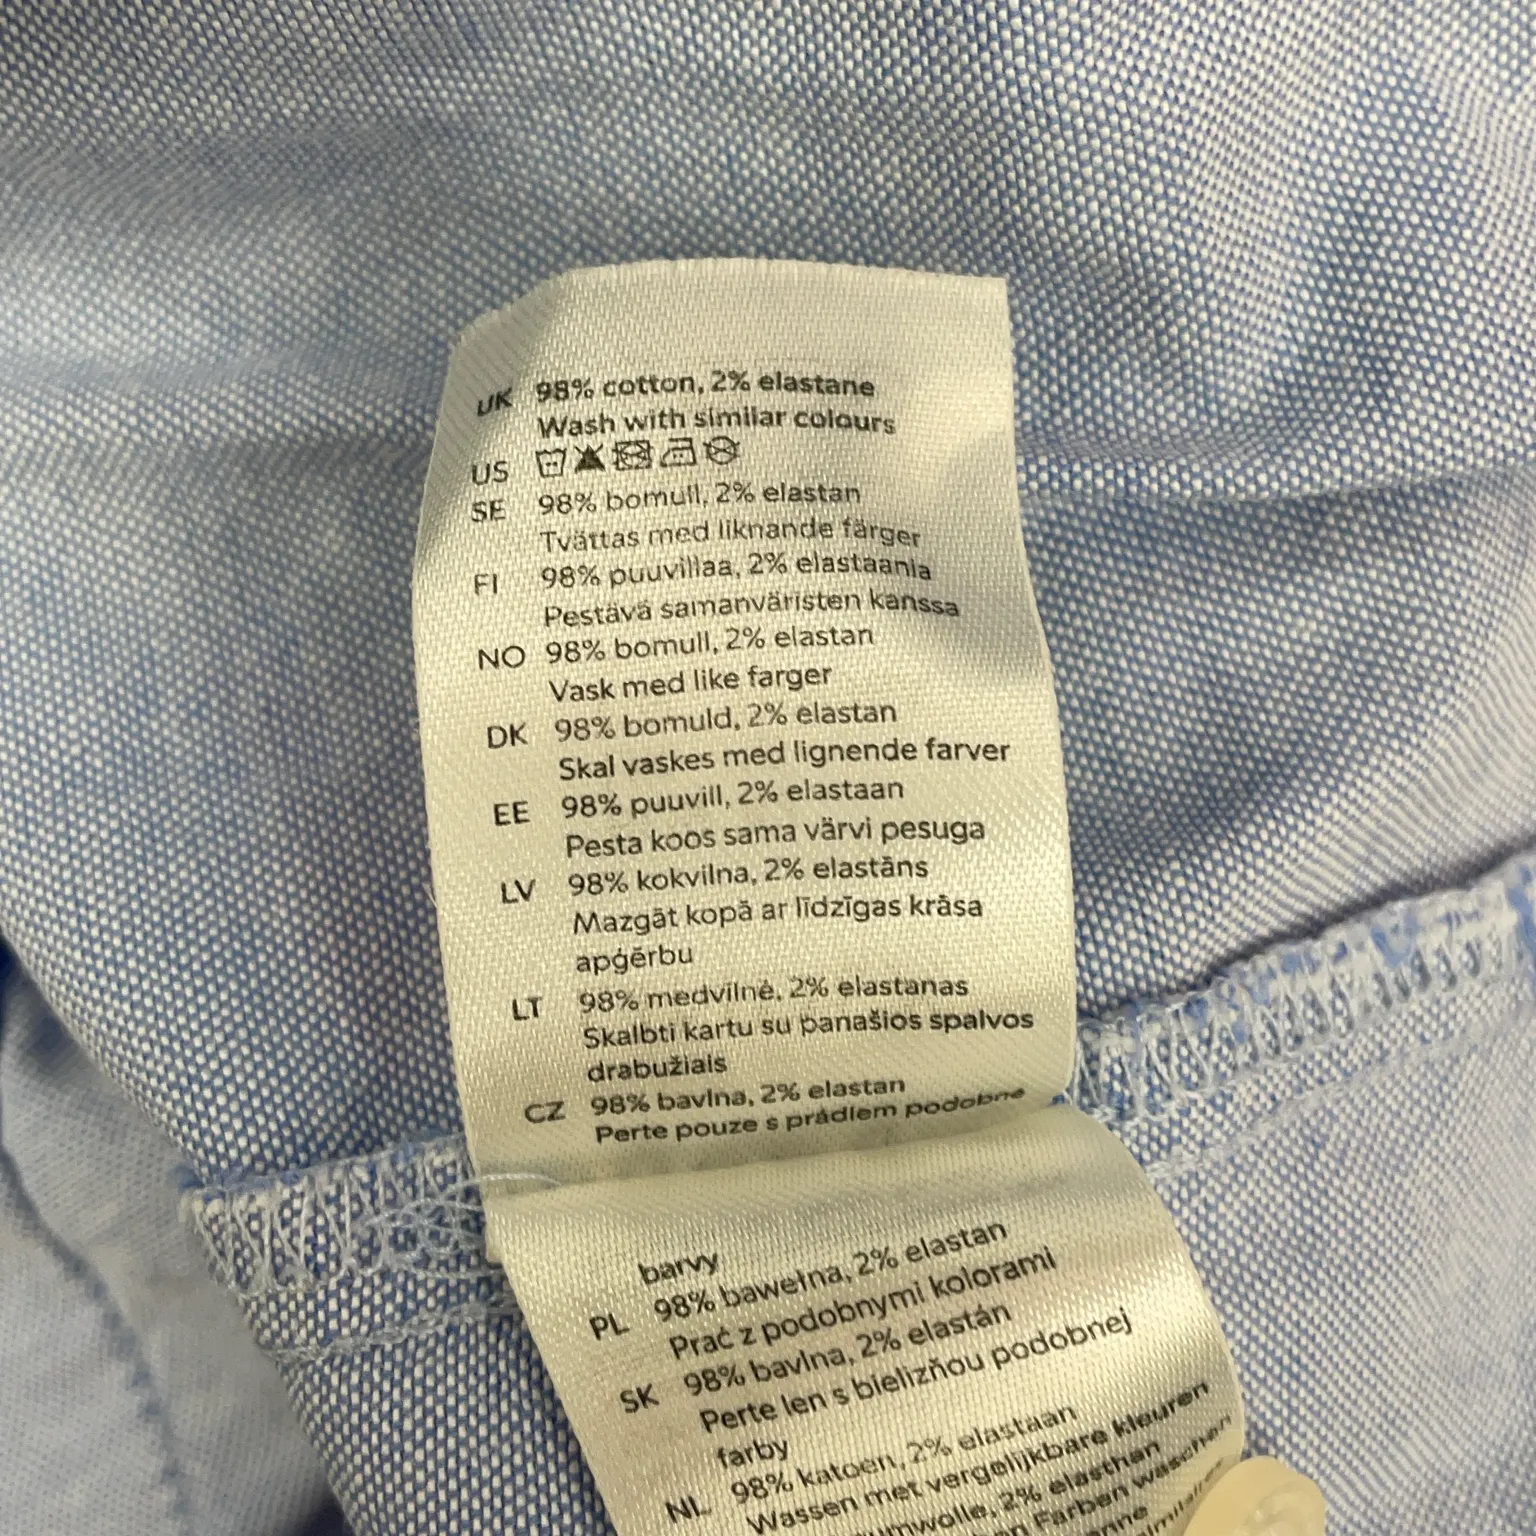 UK 98% cotton, 2% elastane
Wash with similar colours
US
SE 98% bomull, 2% elastan
Tvättas med liknande färger
FI 98% puuvillaa, 2% elastaania
Pestävä samanväristen kanssa
NO 98% bomull, 2% elastan
Vask med like farger
DK 98% bomuld, 2% elastan
Skal vaskes med lignende farver
EE 98% puuvill, 2% elastaan
Pesta koos sama värvi pesuga
LV 98% kokvilna, 2% elastāns
Mazgāt kopā ar līdzīgas krāsa
apģērbu
LT 98% medvilnė, 2% elastanas
Skalbti kartu su panašios spalvos
drabužiais
CZ 98% bavlna, 2% elastan
Perte pouze s prádlem podobne
barvy
PL 98% bawełna, 2% elastan
Prać z podobnymi kolorami
SK 98% bavlna, 2% elastán
Perte len s bielizňou podobnej
farby
NL 98% katoen, 2% elastaan
Wassen met vergelijkbare kleuren
2% elasthan
Farben waschen